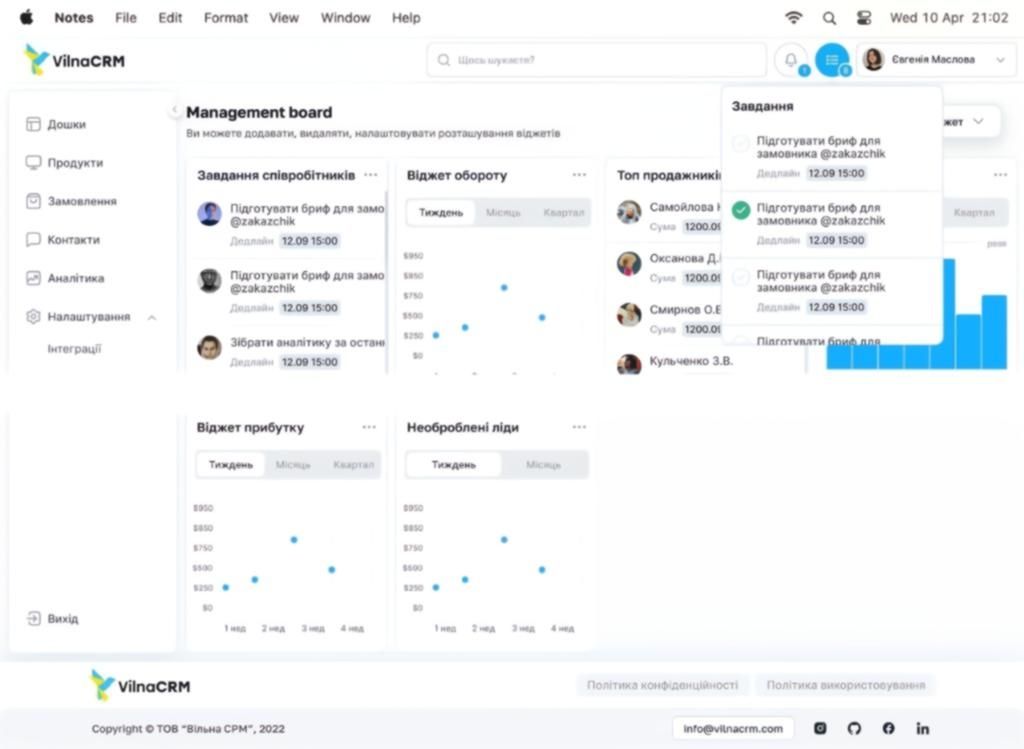 Notes File Edit Format View Window Help Wed 10 Apr 21:02
VilnaCRM
Щось шукаєте?
1
8
Євгенія Маслова
Дошки
Продукти
Замовлення
Контакти
Аналітика
Налаштування
Інтеграції
Вихід
Management board
Ви можете додавати, видаляти, налаштовувати розташування віджетів
жет
Завдання
Підготувати бриф для
замовника @zakazchik
Дедлайн 12.09 15:00
Підготувати бриф для
замовника @zakazchik
Дедлайн 12.09 15:00
Підготувати бриф для
замовника @zakazchik
Дедлайн 12.09 15:00
Підготувати бриф для
Завдання співробітників
Підготувати бриф для замо
@zakazchik
Дедлайн 12.09 15:00
Підготувати бриф для замо
@zakazchik
Дедлайн 12.09 15:00
Зібрати аналітику за останн
Дедлайн 12.09 15:00
Віджет обороту
Тиждень Місяць Квартал
$950
$850
$750
$500
$250
$0
Топ продажників
Самойлова
Сума 1200.09
Оксанова Д.
Сума 1200.09
Смирнов О.Е
Сума 1200.09
Кульченко З.В.
Квартал
Віджет прибутку
Тиждень Місяць Квартал
$950
$850
$750
$500
$250
$0
1 нед 2 нед 3 нед 4 нед
Необроблені ліди
Тиждень Місяць
$950
$850
$750
$500
$250
$0
1 нед 2 нед 3 нед 4 нед
VilnaCRM
Політика конфіденційності Політика використовування
Copyright © ТОВ “Вільна СРМ”, 2022
info@vilnacrm.com